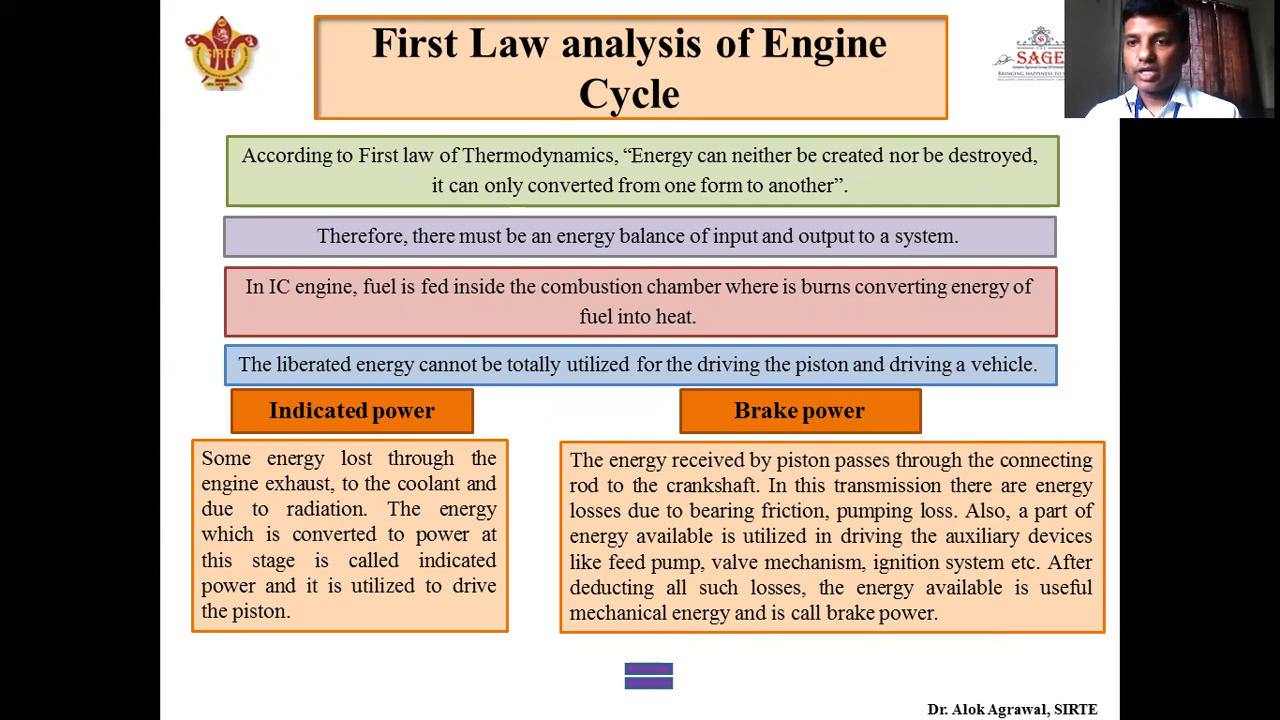 SIRTE
First Law analysis of Engine
Cycle
THE
SAGE
According to First law of Thermodynamics, “Energy can neither be created nor be destroyed,
it can only converted from one form to another”.
Therefore, there must be an energy balance of input and output to a system.
In IC engine, fuel is fed inside the combustion chamber where is burns converting energy of
fuel into heat.
The liberated energy cannot be totally utilized for the driving the piston and driving a vehicle.
Indicated power
Some energy lost through the
engine exhaust, to the coolant and
due to radiation. The energy
which is converted to power at
this stage is called indicated
power and it is utilized to drive
the piston.
Brake power
The energy received by piston passes through the connecting
rod to the crankshaft. In this transmission there are energy
losses due to bearing friction, pumping loss. Also, a part of
energy available is utilized in driving the auxiliary devices
like feed pump, valve mechanism, ignition system etc. After
deducting all such losses, the energy available is useful
mechanical energy and is call brake power.
Dr. Alok Agrawal, SIRTE